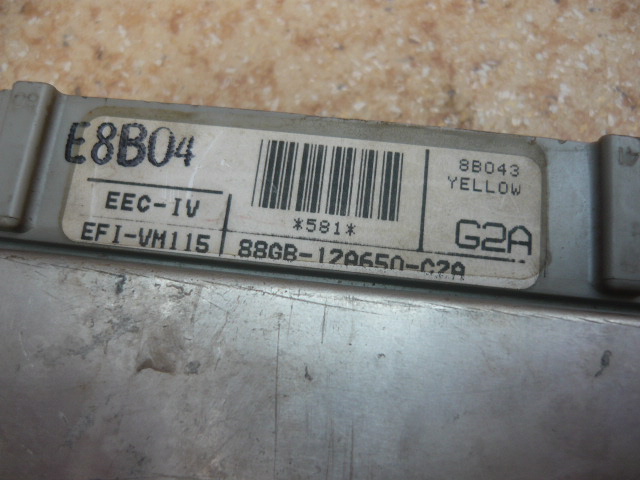 E8B04
EEC-IV
EFI-VM115
*581*
88GB-12A650-C2A
8B043
YELLOW
G2A